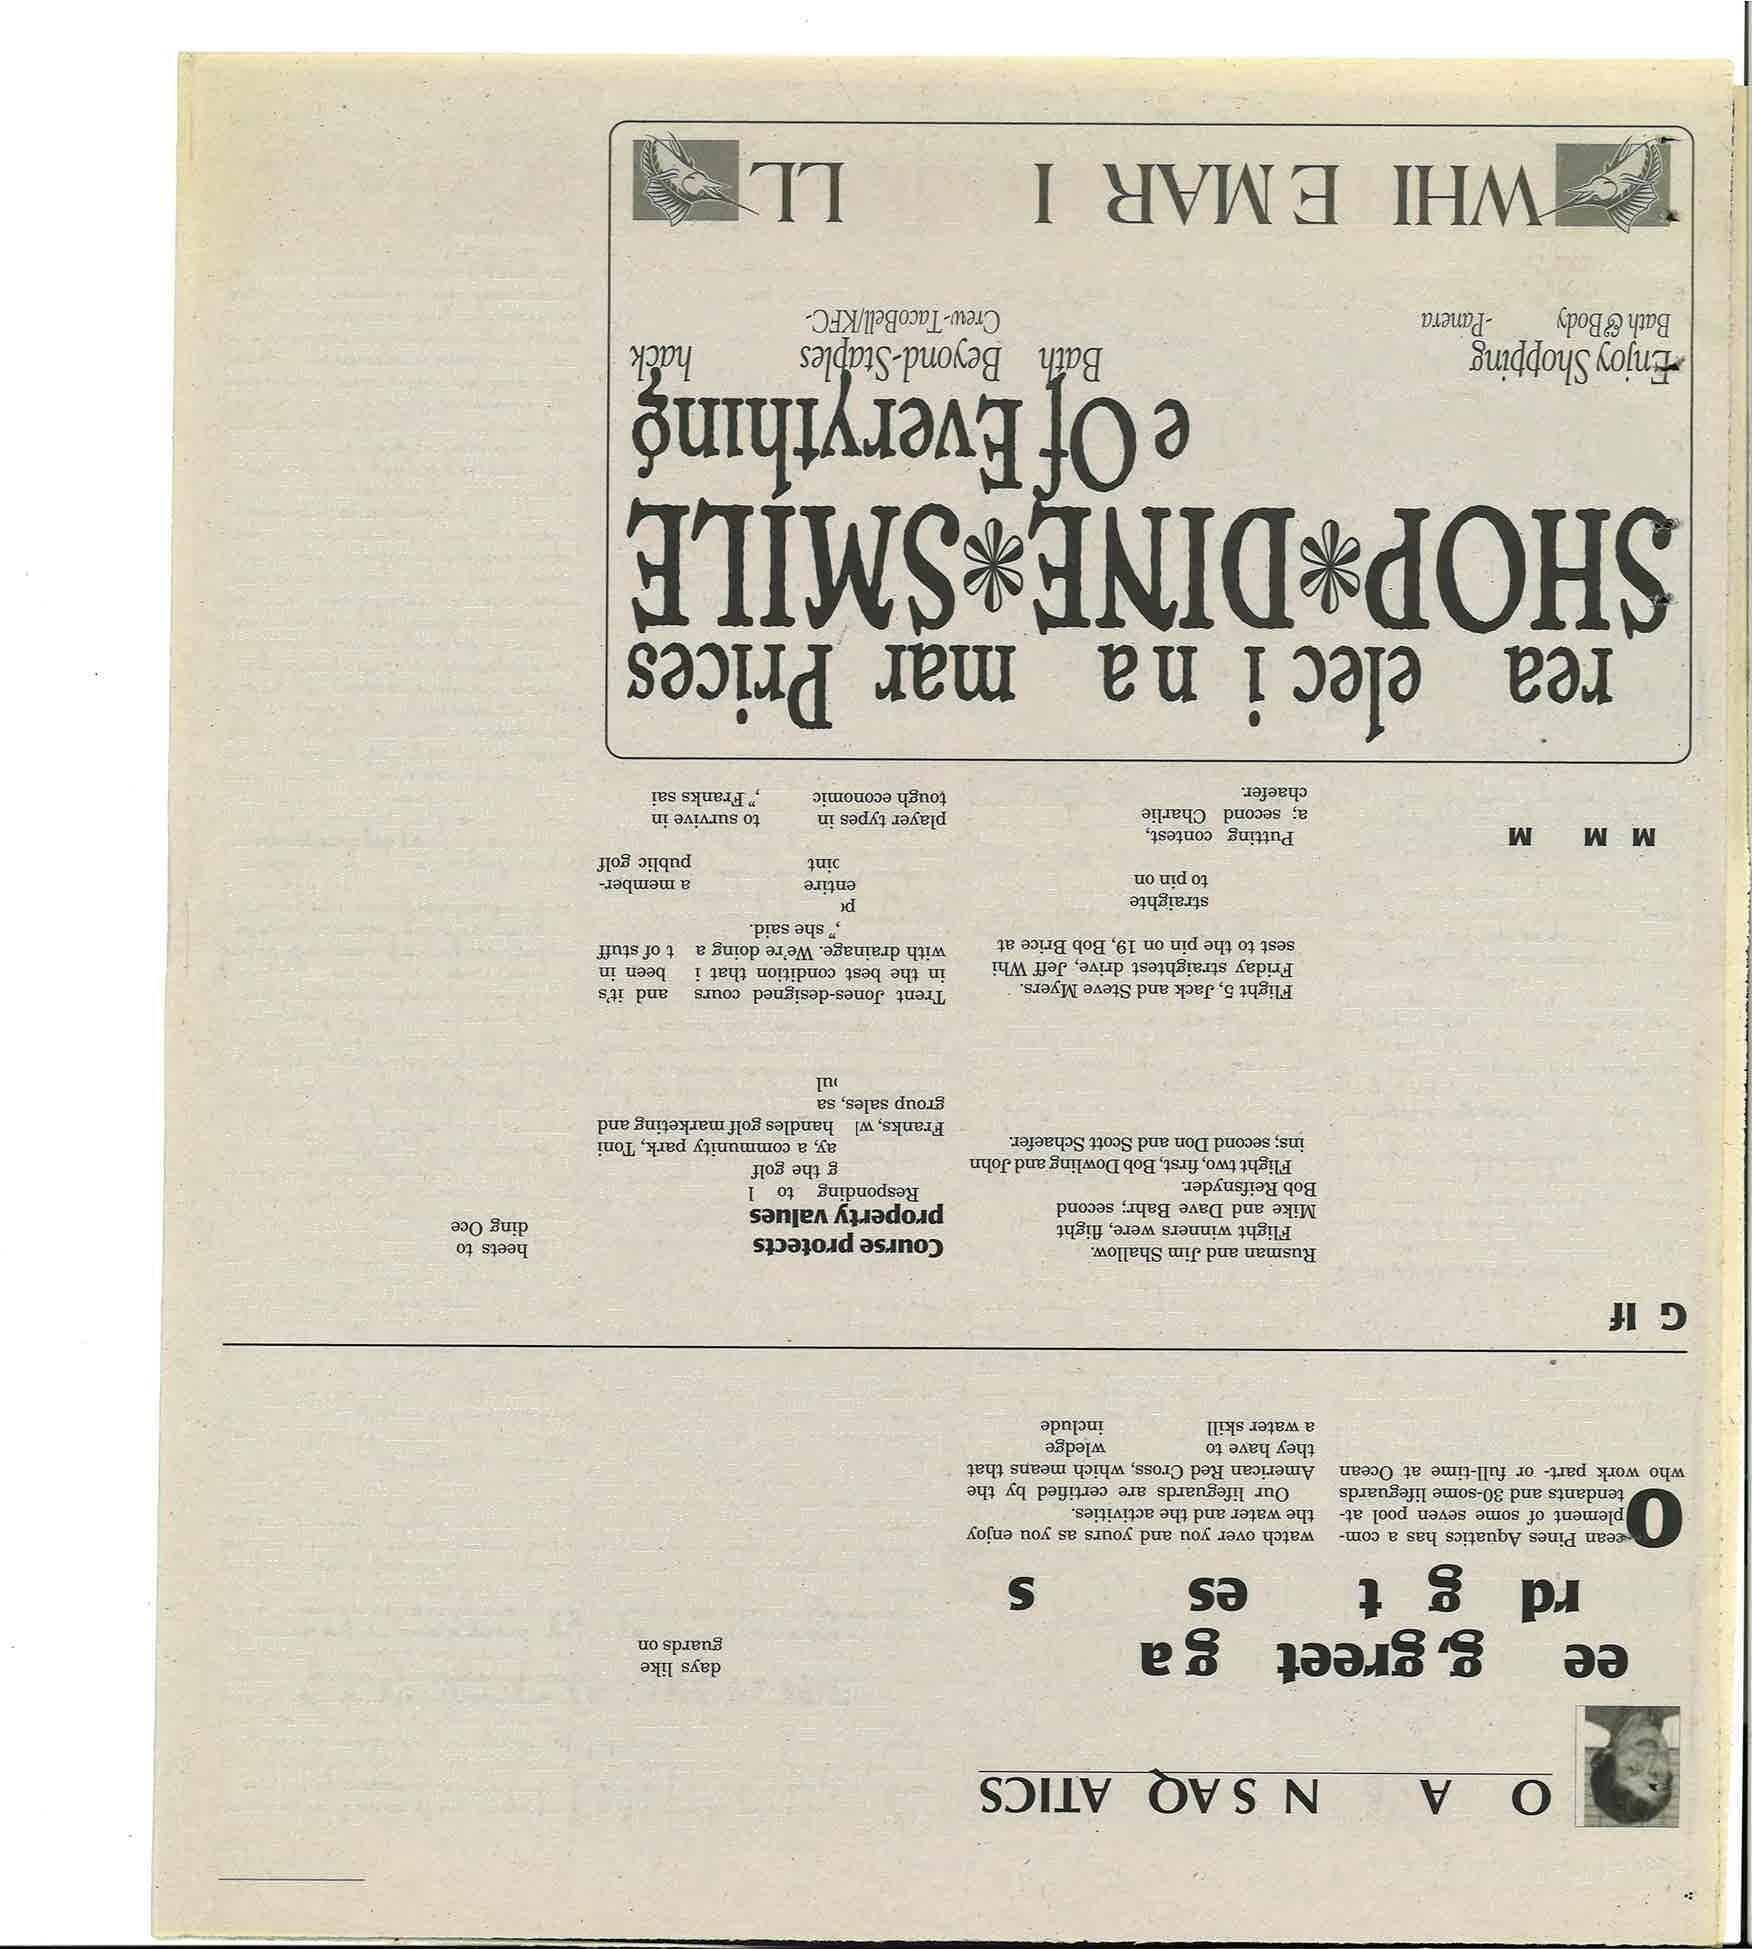 O A N S AQ ATICS
ee g, greet g a
rd g t es s
Ocean Pines Aquatics has a com-
plement of some seven pool at-
tendants and 30-some lifeguards
who work part- or full-time at Ocean
watch over you and yours as you enjoy
the water and the activities.
Our lifeguards are certified by the
American Red Cross, which means that
they have to wledge
a water skill include
days like
guards on
G lf
M M M
Rusman and Jim Shallow.
Flight winners were, flight
Mike and Dave Bahr; second
Bob Reifsnyder.
Flight two, first, Bob Dowling and John
ins; second Don and Scott Schaefer.
Flight 5, Jack and Steve Myers.
Friday straightest drive, Jeff Whi
sest to the pin on 19, Bob Brice at
straighte
to pin on
Putting contest,
a; second Charlie
chaefer.
Course protects
property values
Responding to l
g the golf
ay, a community park, Toni
Franks, w handles golf marketing and
group sales, sa
oul
Trent Jones-designed cours and it's
in the best condition that i been in
with drainage. We're doing a t of stuff
," she said.
po
entire a member-
oint public golf
player types in to survive in
tough economic ," Franks sai
heets to
ding Oce
rea elec i n a mar Prices
SHOP*DINE*SMILE
e Of Everything
Enjoy Shopping Bath Beyond-Staples hack
Bath & Body -Panera Crew-TacoBell/KFC-
WHI E MAR I LL